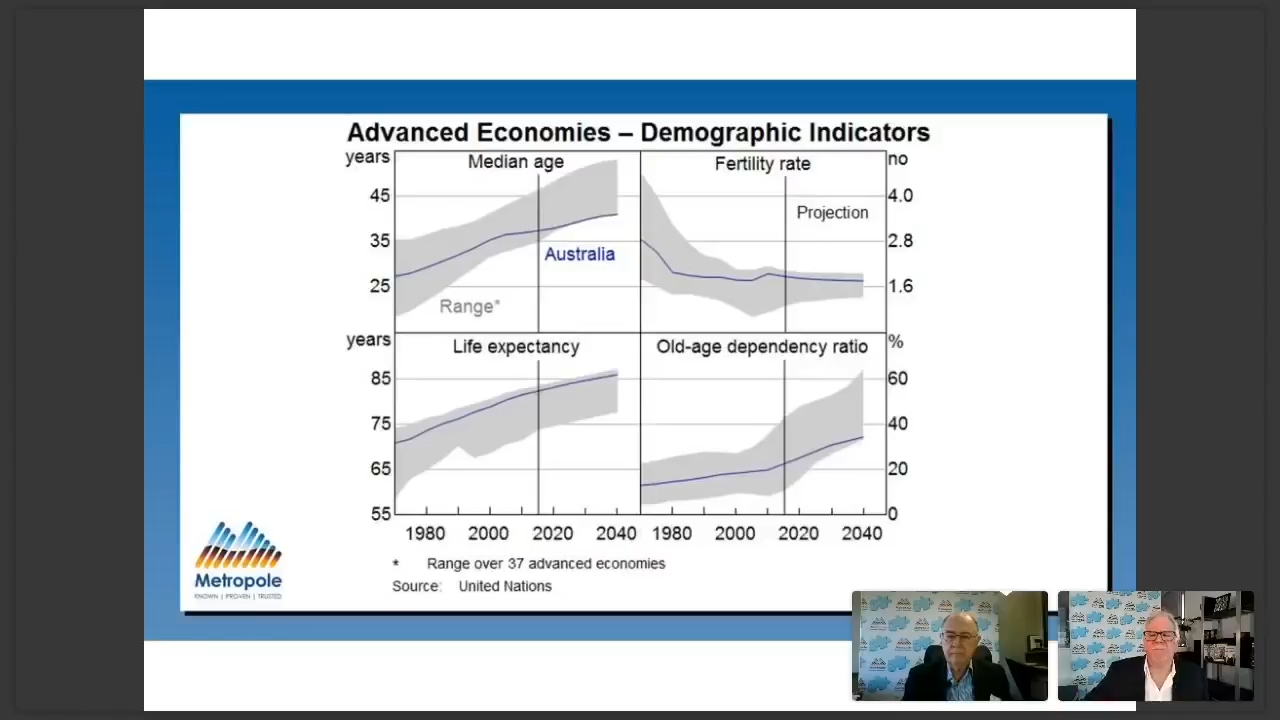 Advanced Economies – Demographic Indicators
years
Median age
Fertility rate
no
45
4.0
Projection
35
2.8
Australia
25
1.6
Range*
years
Life expectancy
Old-age dependency ratio
%
85
60
75
40
65
20
55
0
1980 2000 2020 2040 1980 2000 2020 2040
* Range over 37 advanced economies
Source: United Nations
Metropole
KNOWN | PROVEN | TRUSTED